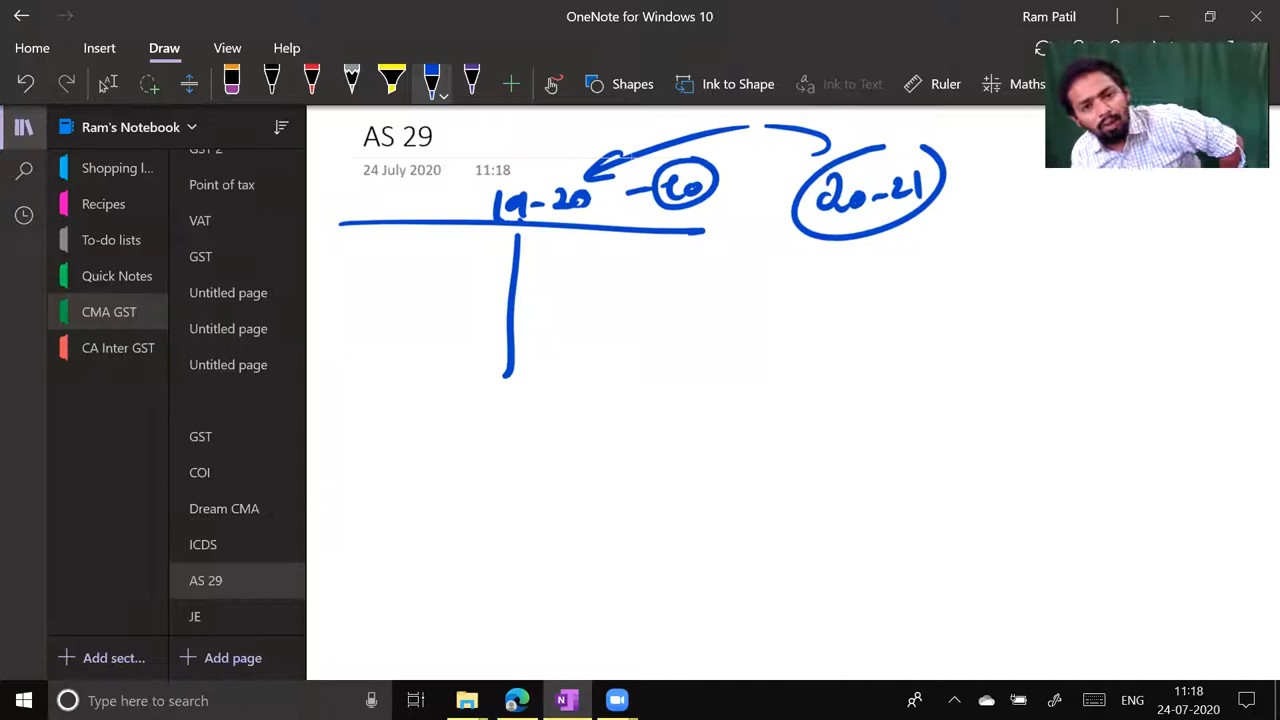 OneNote for Windows 10
Ram Patil
Home Insert Draw View Help
Shapes Ink to Shape Ink to Text Ruler Maths
Ram's Notebook
AS 29
24 July 2020 11:18
19-20 - 20 20-21
Shopping l...
Recipes
To-do lists
Quick Notes
CMA GST
CA Inter GST
GST 2
Point of tax
VAT
GST
Untitled page
Untitled page
Untitled page
GST
COI
Dream CMA
ICDS
AS 29
JE
Add sect... Add page
Type here to search
ENG
11:18
24-07-2020